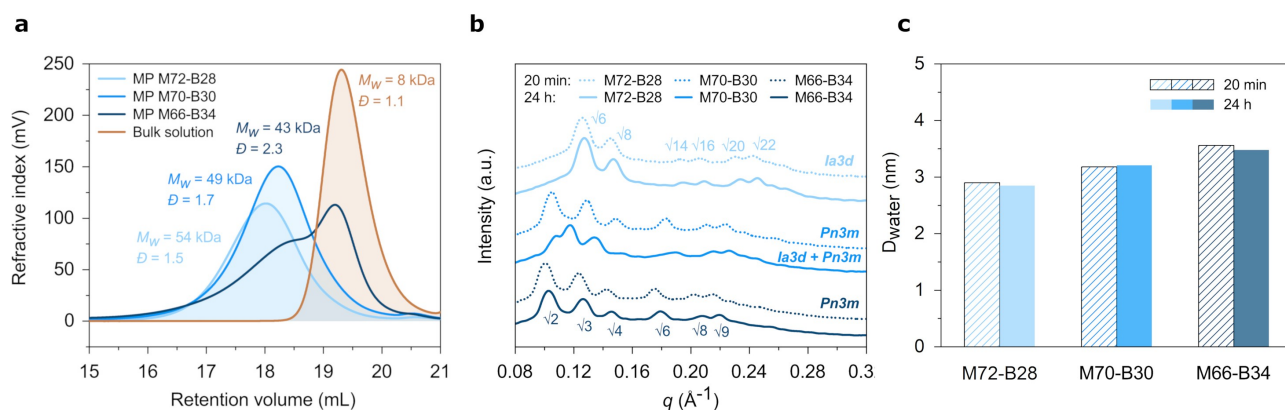 a
Refractive index (mV)
250
200
150
100
50
0
15 16 17 18 19 20 21
Retention volume (mL)
MP M72-B28
MP M70-B30
MP M66-B34
Bulk solution
MW = 8 kDa
Đ = 1.1
MW = 43 kDa
Đ = 2.3
MW = 49 kDa
Đ = 1.7
MW = 54 kDa
Đ = 1.5
b
Intensity (a.u.)
20 min: M72-B28 M70-B30 M66-B34
24 h: M72-B28 M70-B30 M66-B34
√6
√8
√14 √16 √20 √22
Ia3d
Pn3m
Ia3d + Pn3m
Pn3m
√2 √3 √4 √6 √8 √9
0.08 0.12 0.16 0.20 0.24 0.28 0.3
q (Å-1)
c
Dwater (nm)
5
4
3
2
1
0
20 min
24 h
M72-B28 M70-B30 M66-B34